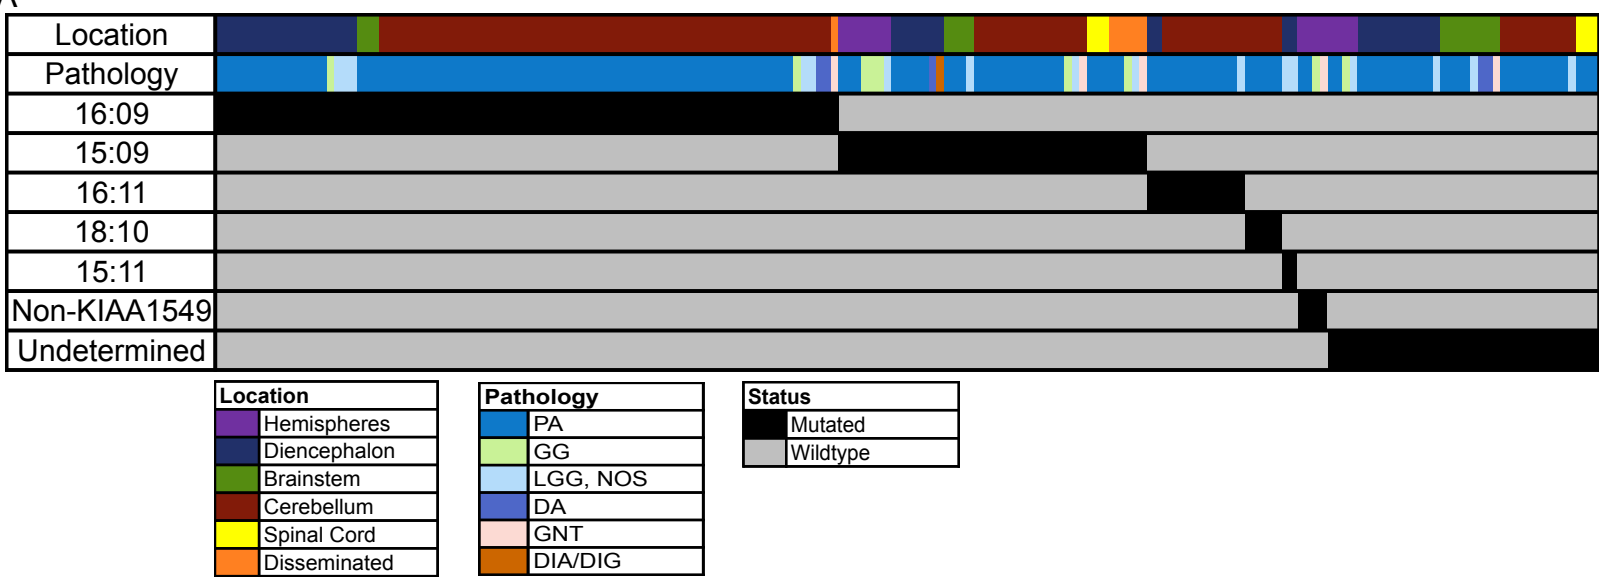 A
Location
Pathology
16:09
15:09
16:11
18:10
15:11
Non-KIAA1549
Undetermined
Location
Hemispheres
Diencephalon
Brainstem
Cerebellum
Spinal Cord
Disseminated
Pathology
PA
GG
LGG, NOS
DA
GNT
DIA/DIG
Status
Mutated
Wildtype